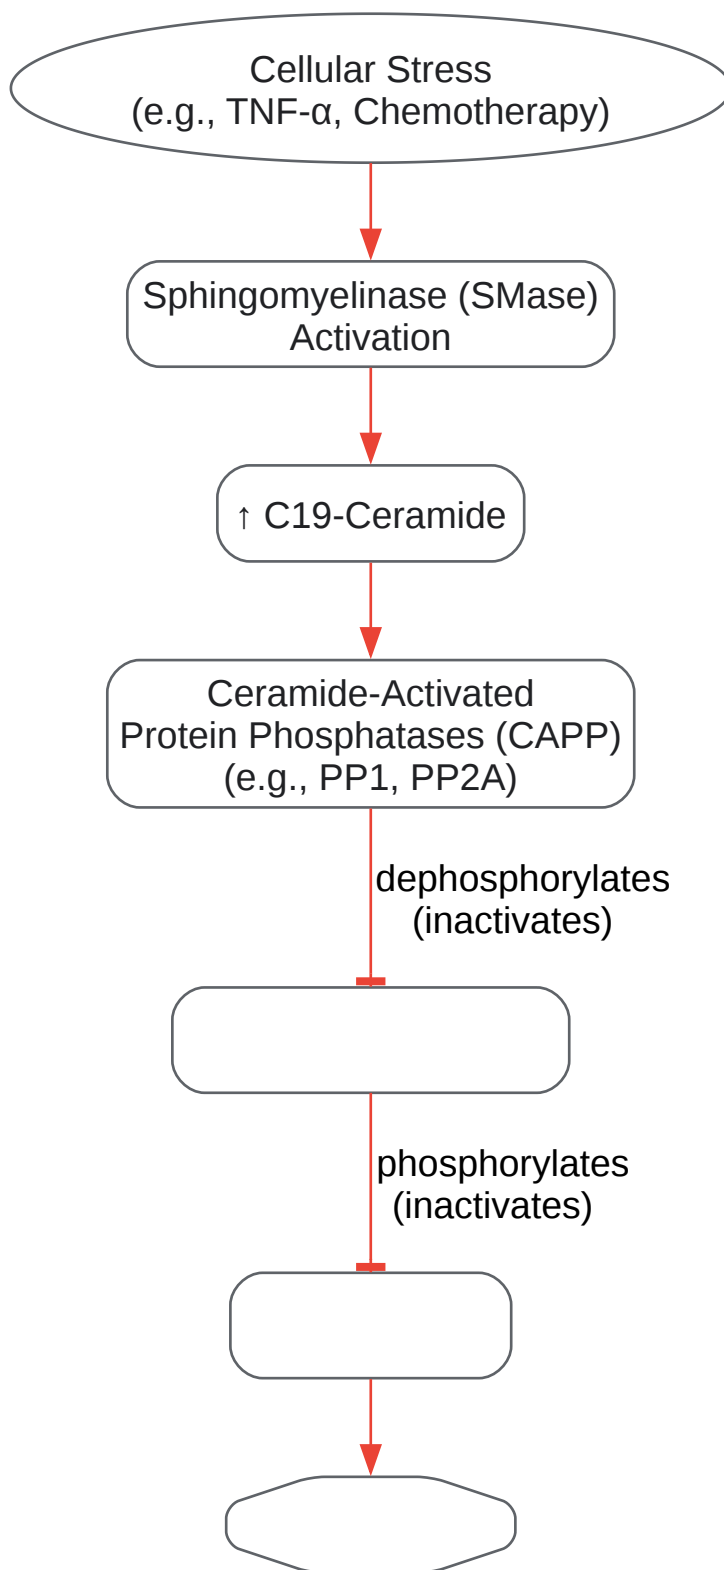 Cellular Stress
(e.g., TNF-α, Chemotherapy)
Sphingomyelinase (SMase)
Activation
↑ C19-Ceramide
Ceramide-Activated
Protein Phosphatases (CAPP)
(e.g., PP1, PP2A)
dephosphorylates
(inactivates)
phosphorylates
(inactivates)